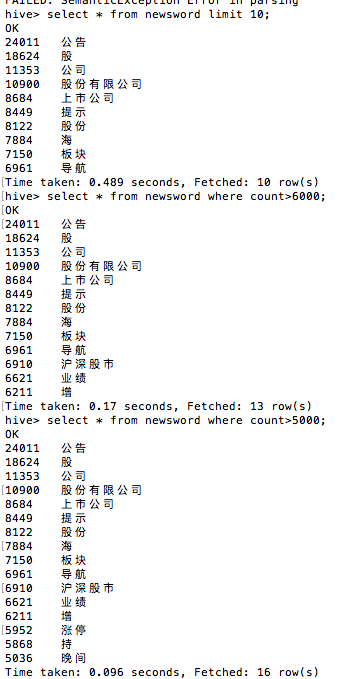 FAILED: SemanticException Error in parsing
hive> select * from newsword limit 10;
OK
24011 公告
18624 股
11353 公司
10900 股份有限公司
8684 上市公司
8449 提示
8122 股份
7884 海
7150 板块
6961 导航
[Time taken: 0.489 seconds, Fetched: 10 row(s)
[hive> select * from newsword where count>6000;
[OK
[24011 公告
18624 股
11353 公司
10900 股份有限公司
8684 上市公司
8449 提示
8122 股份
7884 海
7150 板块
6961 导航
6910 沪深股市
6621 业绩
6211 增
[Time taken: 0.17 seconds, Fetched: 13 row(s)
hive> select * from newsword where count>5000;
OK
24011 公告
18624 股
11353 公司
[10900 股份有限公司
8684 上市公司
8449 提示
8122 股份
[7884 海
7150 板块
6961 导航
[6910 沪深股市
6621 业绩
6211 增
[5952 涨停
5868 持
5036 晚间
Time taken: 0.096 seconds, Fetched: 16 row(s)